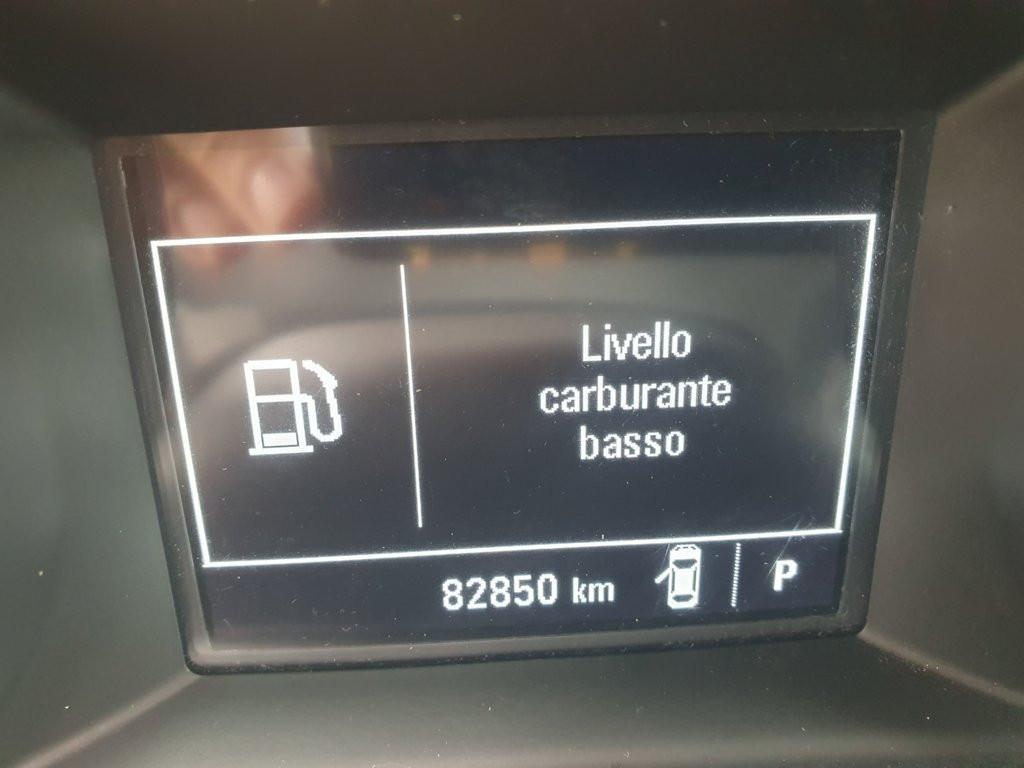 Livello
carburante
basso
82850 km P